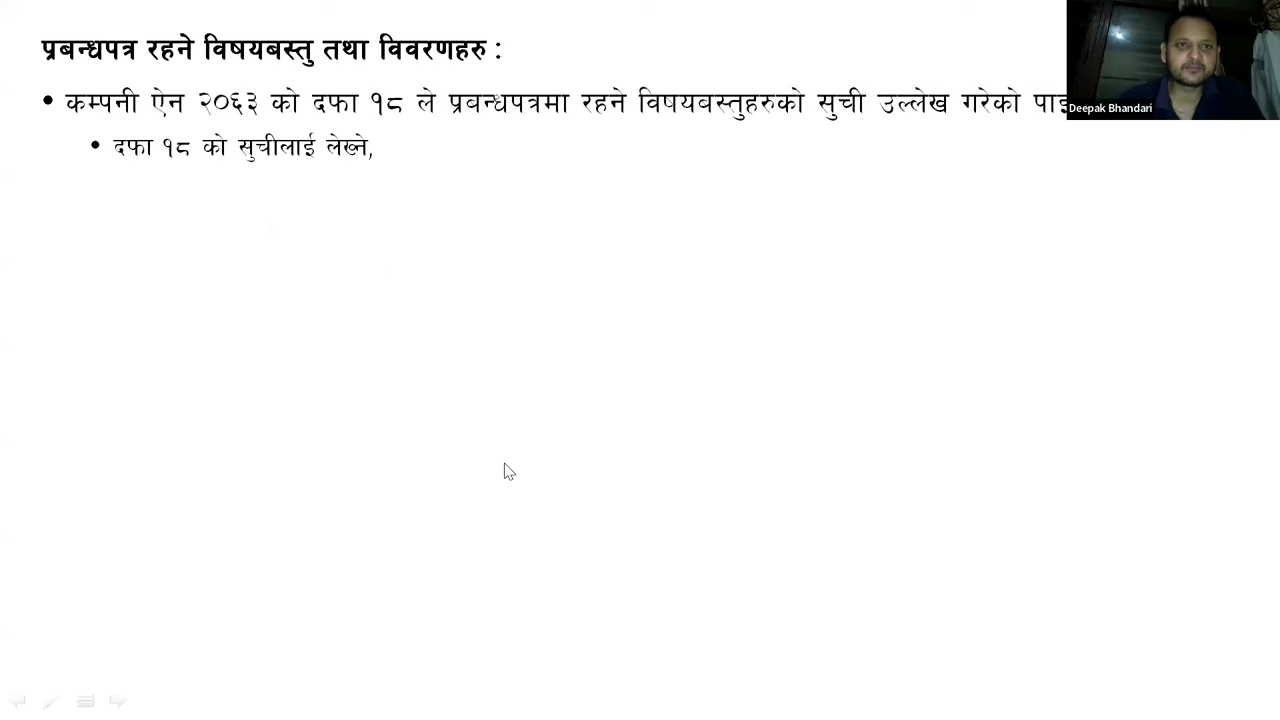 प्रबन्धपत्र रहने विषयबस्तु तथा विवरणहरु :
• कम्पनी ऐन २०६३ को दफा १८ ले प्रबन्धपत्रमा रहने विषयबस्तुहरुको सुची उल्लेख गरेको
• दफा १८ को सुचीलाई लेख्ने,
Deepak Bhandari